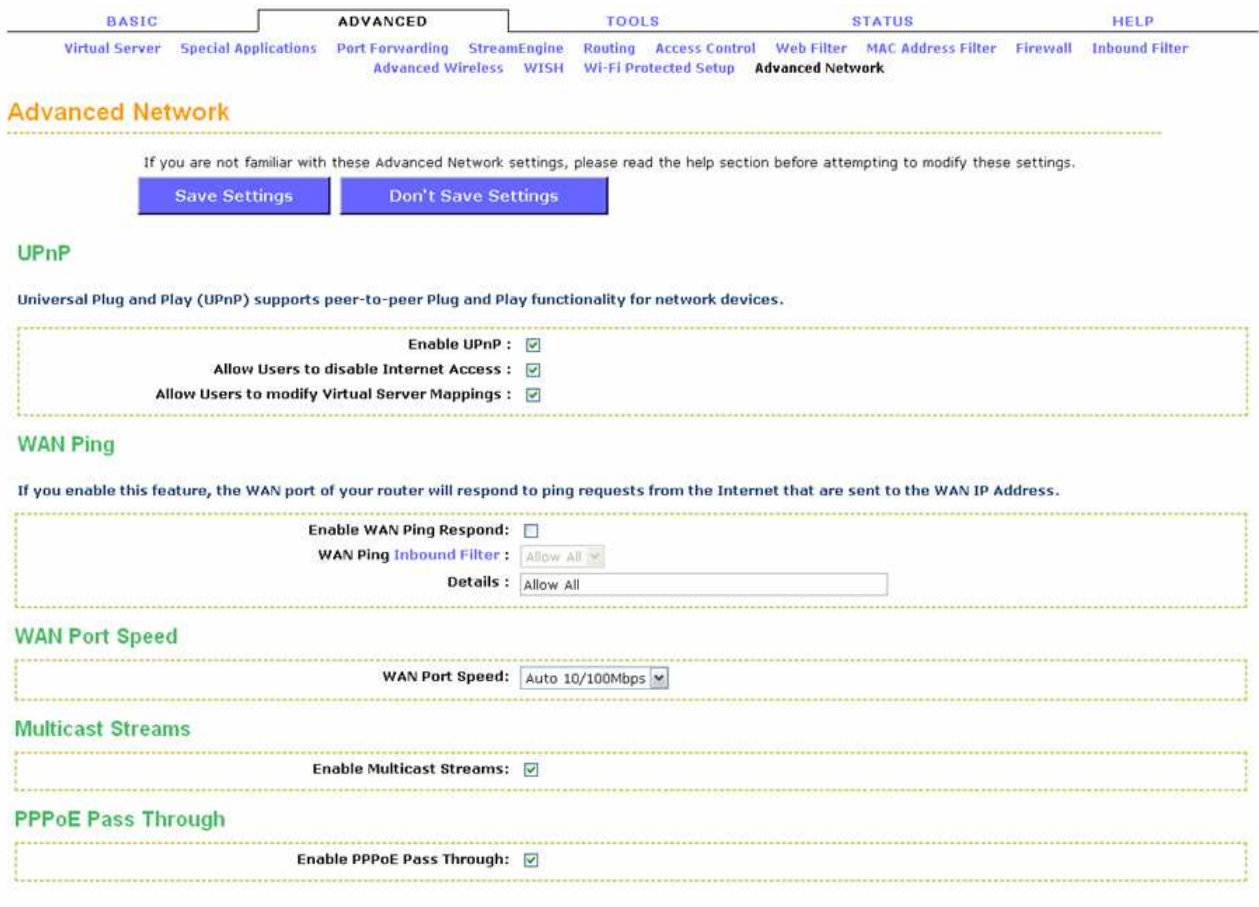 BASIC ADVANCED TOOLS STATUS HELP
Virtual Server Special Applications Port Forwarding StreamEngine Routing Access Control Web Filter MAC Address Filter Firewall Inbound Filter
Advanced Wireless WISH Wi-Fi Protected Setup Advanced Network
Advanced Network
If you are not familiar with these Advanced Network settings, please read the help section before attempting to modify these settings.
Save Settings Don't Save Settings
UPnP
Universal Plug and Play (UPnP) supports peer-to-peer Plug and Play functionality for network devices.
Enable UPnP :
Allow Users to disable Internet Access :
Allow Users to modify Virtual Server Mappings :
WAN Ping
If you enable this feature, the WAN port of your router will respond to ping requests from the Internet that are sent to the WAN IP Address.
Enable WAN Ping Respond:
WAN Ping Inbound Filter : Allow All
Details : Allow All
WAN Port Speed
WAN Port Speed: Auto 10/100Mbps
Multicast Streams
Enable Multicast Streams:
PPPoE Pass Through
Enable PPPoE Pass Through: